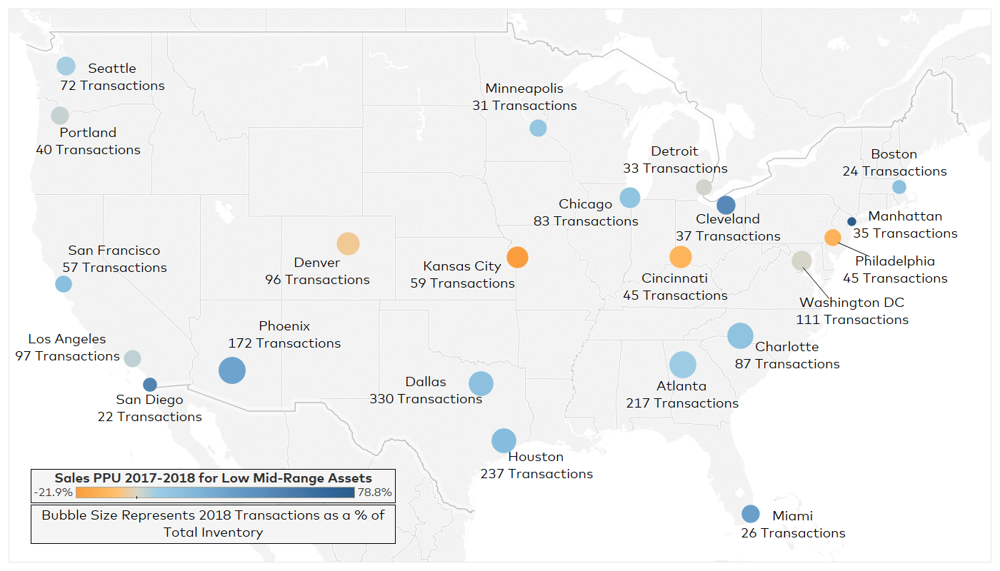 Seattle
72 Transactions
Minneapolis
31 Transactions
Portland
40 Transactions
Detroit
33 Transactions
Boston
24 Transactions
Chicago
83 Transactions
Cleveland
37 Transactions
Manhattan
35 Transactions
San Francisco
57 Transactions
Denver
96 Transactions
Kansas City
59 Transactions
Cincinnati
45 Transactions
Philadelphia
45 Transactions
Washington DC
111 Transactions
Phoenix
172 Transactions
Los Angeles
97 Transactions
Charlotte
87 Transactions
Dallas
330 Transactions
Atlanta
217 Transactions
San Diego
22 Transactions
Houston
237 Transactions
Miami
26 Transactions
Sales PPU 2017-2018 for Low Mid-Range Assets
-21.9% 78.8%
Bubble Size Represents 2018 Transactions as a % of
Total Inventory